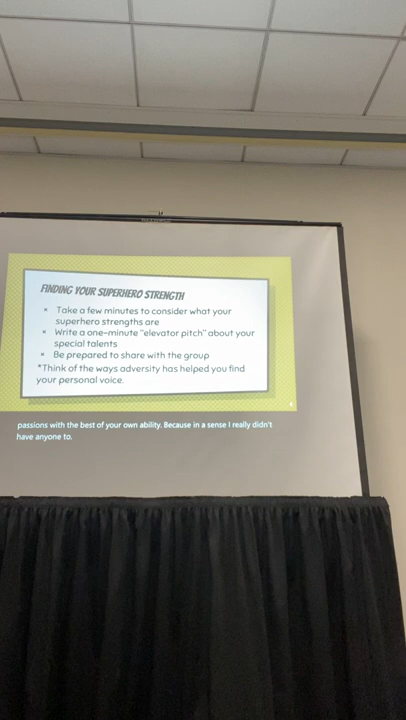 FINDING YOUR SUPERHERO STRENGTH
* Take a few minutes to consider what your
superhero strengths are
* Write a one-minute "elevator pitch" about your
special talents
* Be prepared to share with the group
*Think of the ways adversity has helped you find
your personal voice.
passions with the best of your own ability. Because in a sense I really didn't
have anyone to.